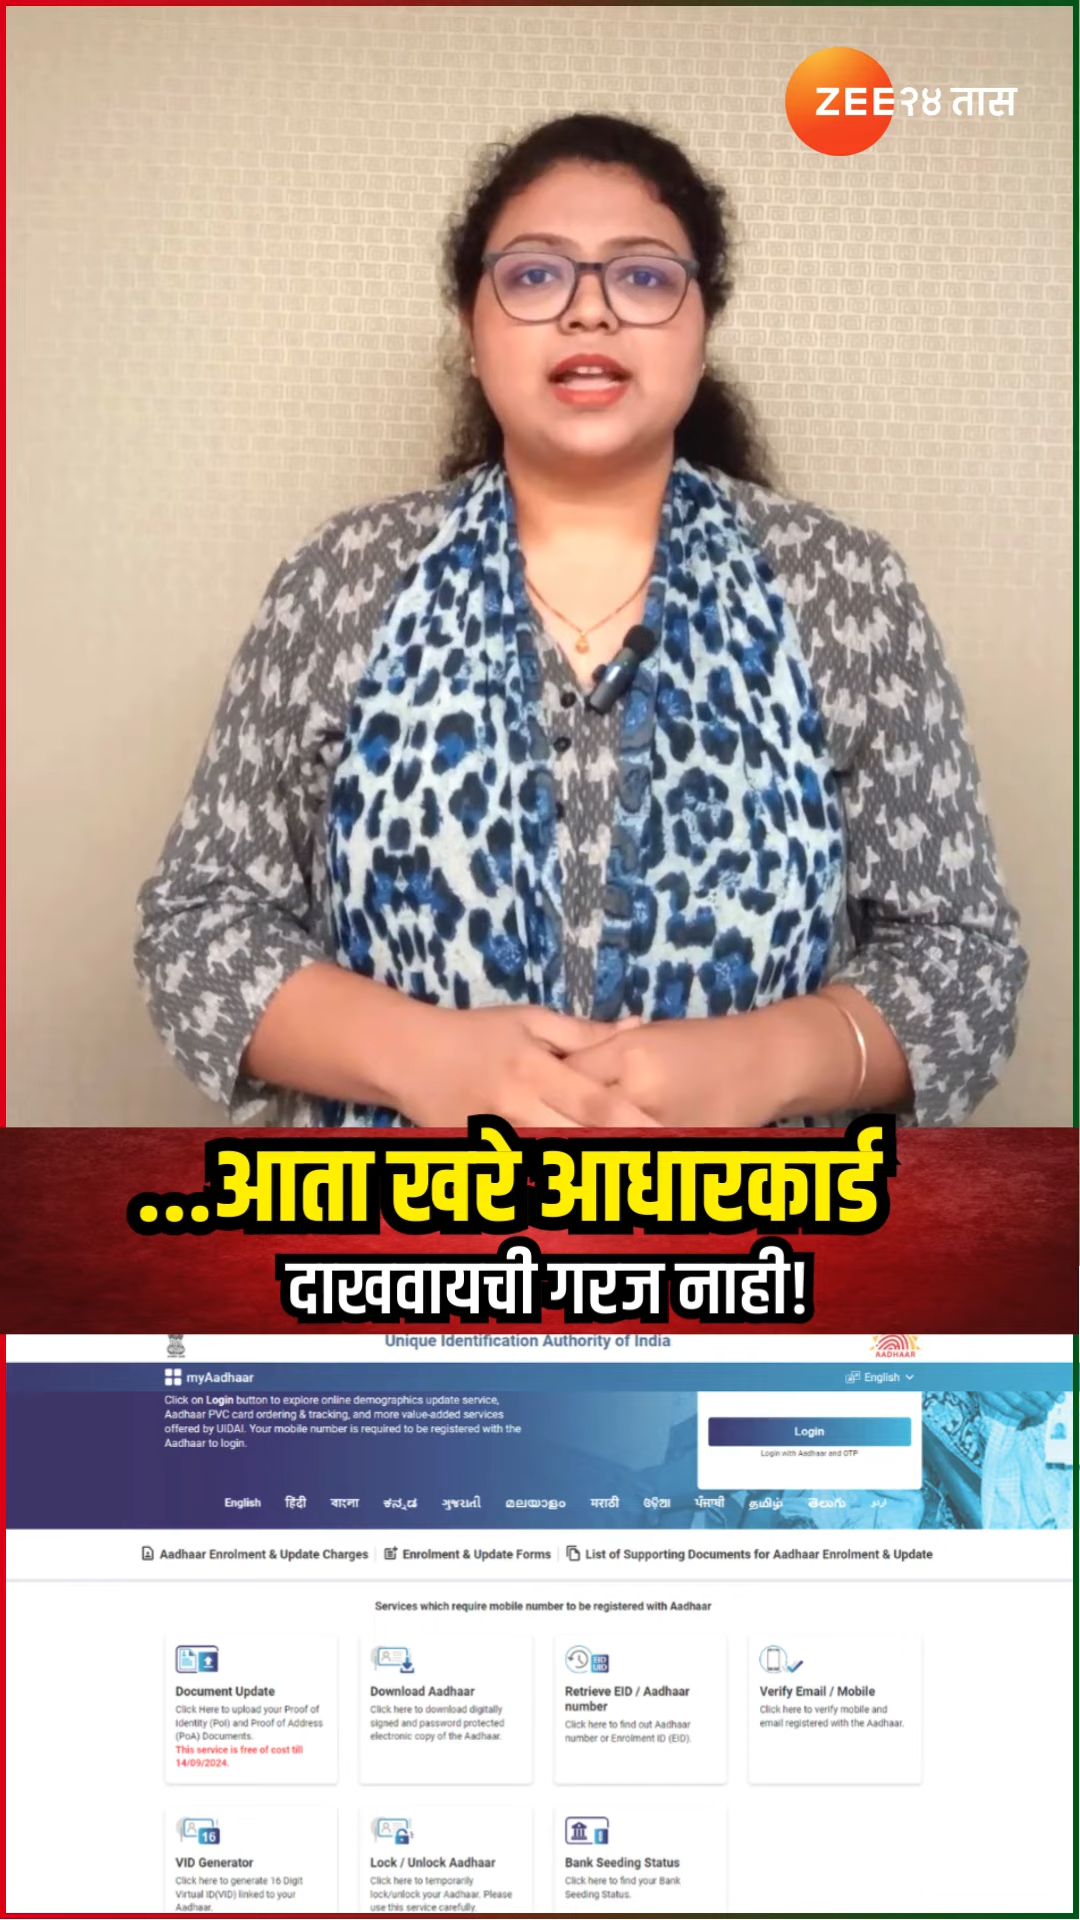 ZEE २४ तास
...आता खरे आधारकार्ड
दाखवायची गरज नाही!
Unique Identification Authority of India
AADHAAR
myAadhaar
English
Click on Login button to explore online demographics update service,
Aadhaar PVC card ordering & tracking, and more value-added services
offered by UIDAI. Your mobile number is required to be registered with the
Aadhaar to login.
Login
Login with Aadhaar and OTP
English हिंदी বাংলা ಕನ್ನಡ ગુજરાતી മലയാളം मराठी ଓଡ଼ିଆ ਪੰਜਾਬੀ தமிழ் తెలుగు اردو
Aadhaar Enrolment & Update Charges
Enrolment & Update Forms
List of Supporting Documents for Aadhaar Enrolment & Update
Services which require mobile number to be registered with Aadhaar
Document Update
Click Here to upload your Proof of
Identity (PoI) and Proof of Address
(PoA) Documents.
This service is free of cost till
14/09/2024.
Download Aadhaar
Click here to download digitally
signed and password protected
electronic copy of the Aadhaar.
EID
UID
Retrieve EID / Aadhaar
number
Click here to find out Aadhaar
number or Enrolment ID (EID).
Verify Email / Mobile
Click here to verify mobile and
email registered with the Aadhaar.
16
VID Generator
Click here to generate 16 Digit
Virtual ID(VID) linked to your
Aadhaar.
Lock / Unlock Aadhaar
Click here to temporarily
lock/unlock your Aadhaar. Please
use this service carefully.
Bank Seeding Status
Click here to find your Bank
Seeding Status.